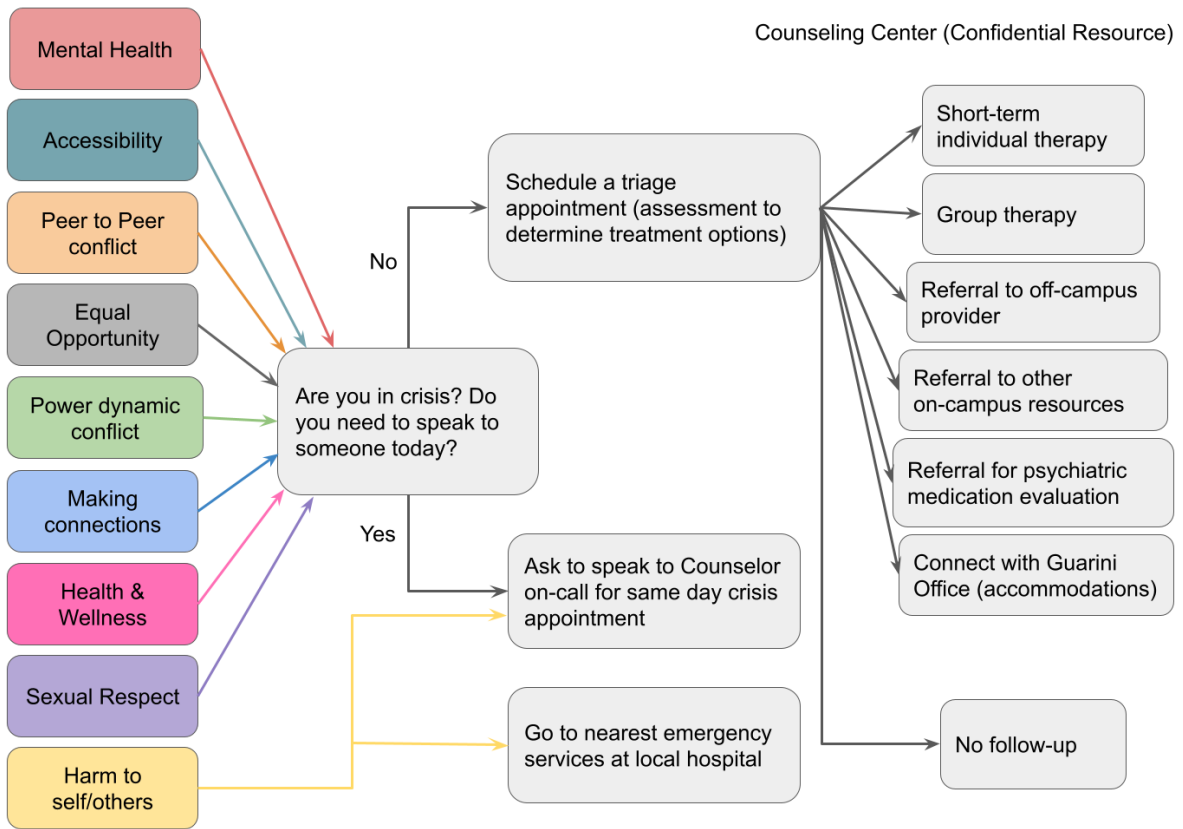 Counseling Center (Confidential Resource)
Mental Health
Accessibility
Peer to Peer
conflict
Equal
Opportunity
Power dynamic
conflict
Making
connections
Health &
Wellness
Sexual Respect
Harm to
self/others
Are you in crisis? Do
you need to speak to
someone today?
No
Yes
Schedule a triage
appointment (assessment to
determine treatment options)
Ask to speak to Counselor
on-call for same day crisis
appointment
Go to nearest emergency
services at local hospital
Short-term
individual therapy
Group therapy
Referral to off-campus
provider
Referral to other
on-campus resources
Referral for psychiatric
medication evaluation
Connect with Guarini
Office (accommodations)
No follow-up